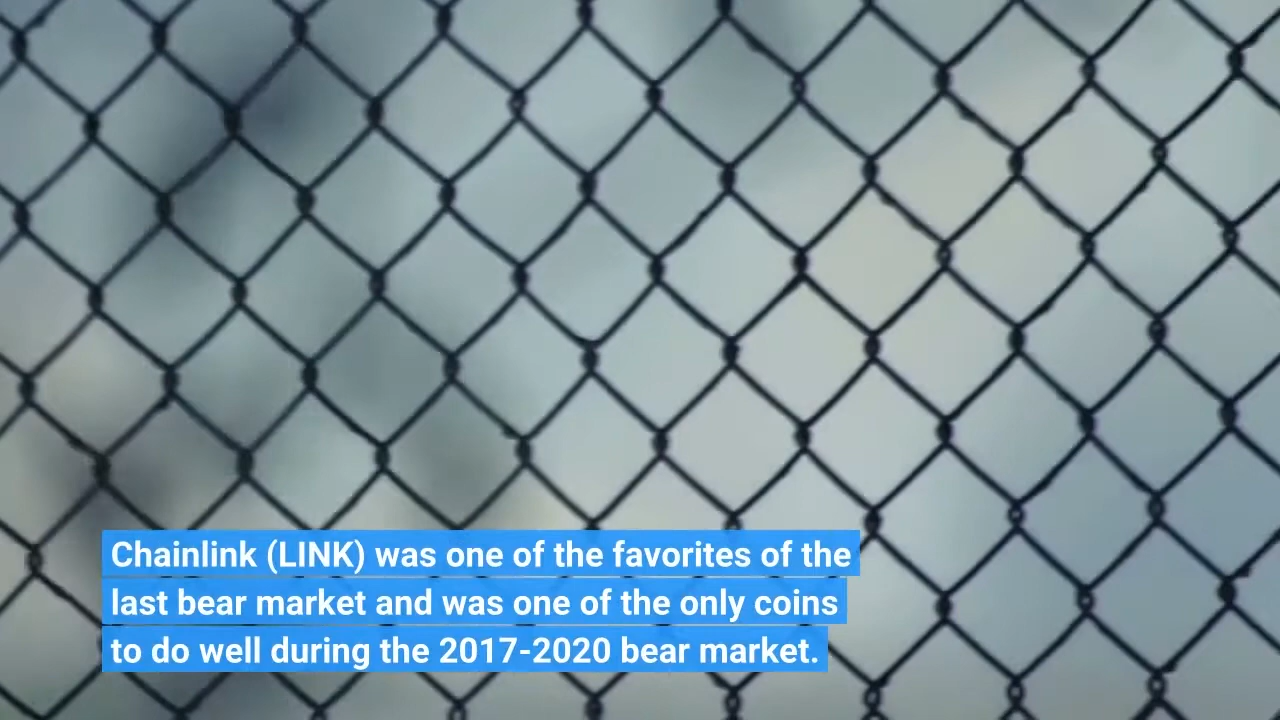 Chainlink (LINK) was one of the favorites of the
last bear market and was one of the only coins
to do well during the 2017-2020 bear market.